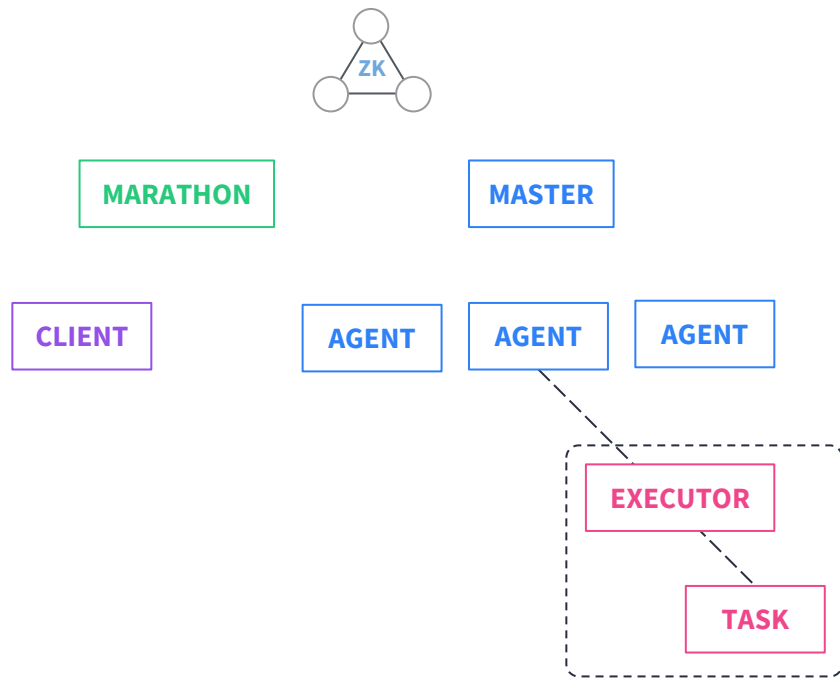 ZK
MARATHON
MASTER
CLIENT
AGENT
AGENT
AGENT
EXECUTOR
TASK